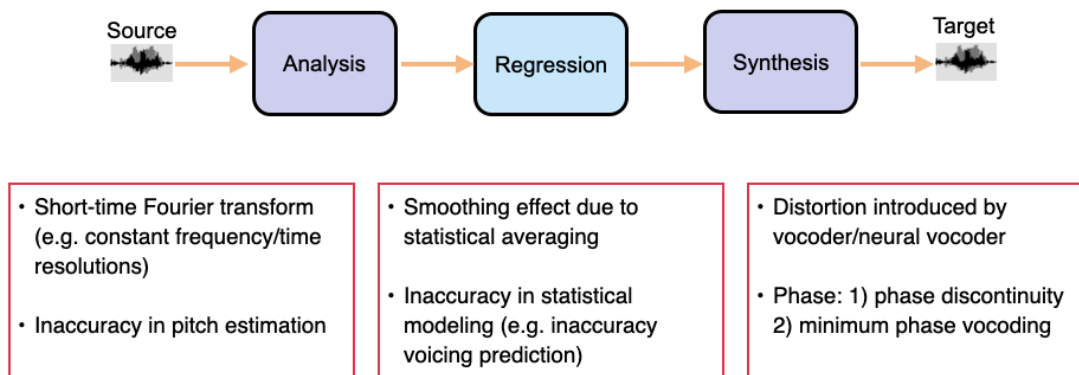 Source
Target
Analysis
Regression
Synthesis
• Short-time Fourier transform
(e.g. constant frequency/time
resolutions)
• Inaccuracy in pitch estimation
• Smoothing effect due to
statistical averaging
• Inaccuracy in statistical
modeling (e.g. inaccuracy
voicing prediction)
• Distortion introduced by
vocoder/neural vocoder
• Phase: 1) phase discontinuity
2) minimum phase vocoding